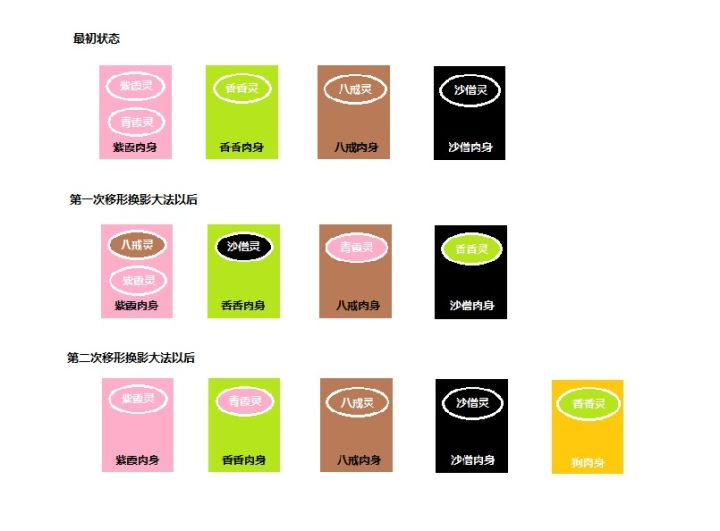 最初状态
紫霞灵 香香灵 八戒灵 沙僧灵
青霞灵
紫霞肉身 香香肉身 八戒肉身 沙僧肉身
第一次移形换影大法以后
八戒灵 沙僧灵 青霞灵 香香灵
紫霞灵
紫霞肉身 香香肉身 八戒肉身 沙僧肉身
第二次移形换影大法以后
紫霞灵 青霞灵 八戒灵 沙僧灵 香香灵
紫霞肉身 香香肉身 八戒肉身 沙僧肉身 狗肉身